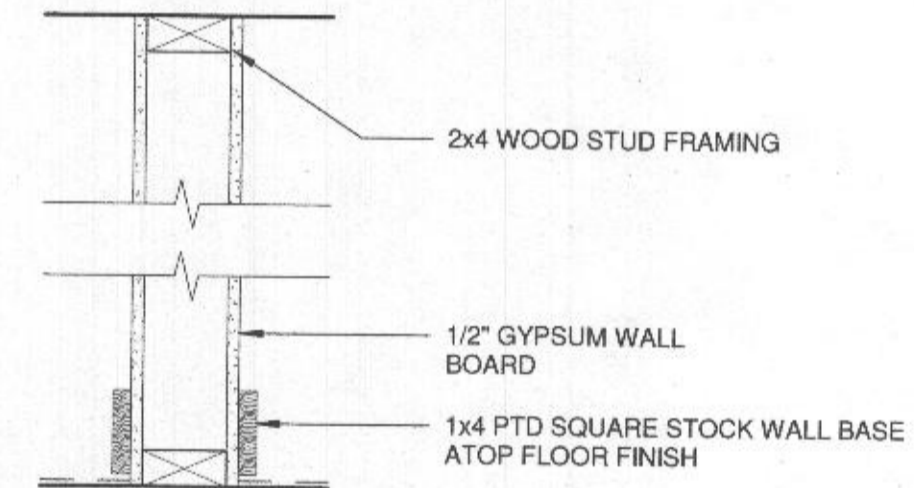 2x4 WOOD STUD FRAMING
1/2" GYPSUM WALL
BOARD
1x4 PTD SQUARE STOCK WALL BASE
ATOP FLOOR FINISH